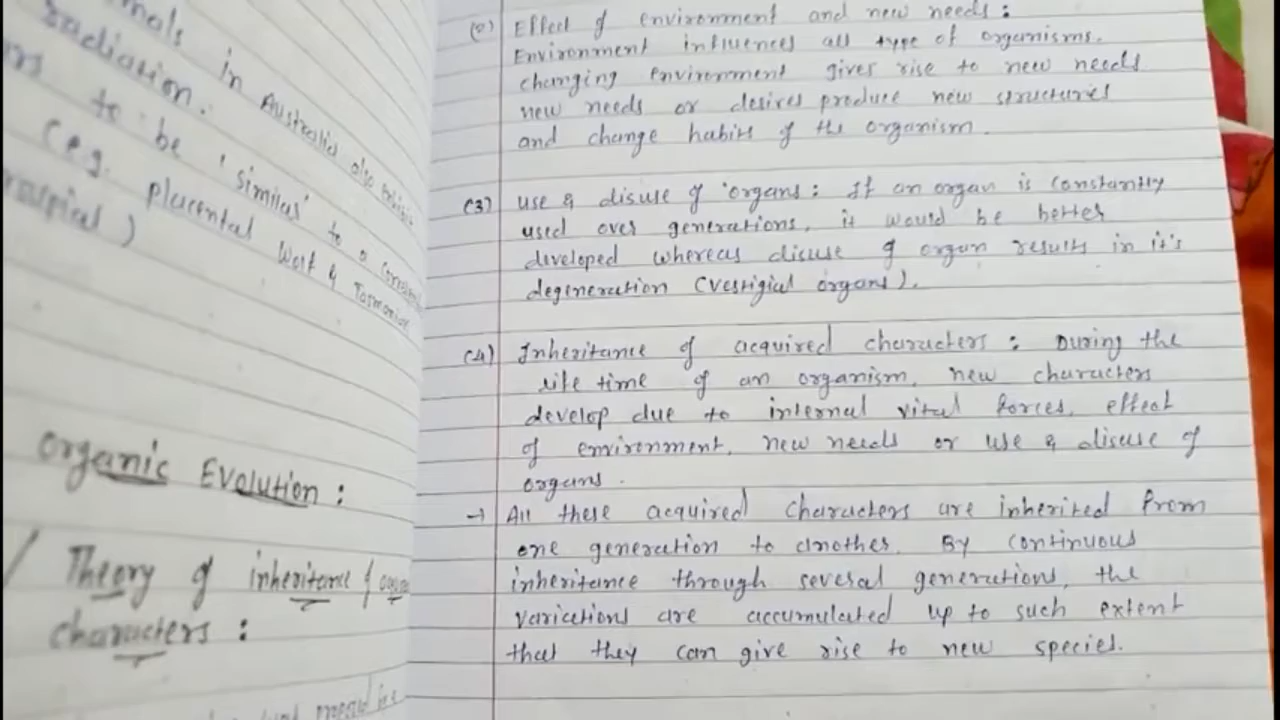 mals in Australia also
radiation.
to be 'similar' to a
(eg. Placental Wolf & Tasmanian
)
Organic Evolution :
Theory of inheritance of
characters :
(2) Effect of environment and new needs :
Environment influences all type of organisms.
changing environment gives rise to new needs
new needs or desires produce new structures
and change habits of the organism.
(3) use & disuse of organs : If an organ is constantly
used over generations, it would be better
developed whereas disuse of organ results in it's
degeneration (vestigial organs).
(4) Inheritance of acquired characters : During the
life time of an organism, new characters
develop due to internal vital forces, effect
of environment, new needs or use & disuse of
organs.
→ All these acquired characters are inherited from
one generation to another. By continuous
inheritance through several generations, the
variations are accumulated up to such extent
that they can give rise to new species.